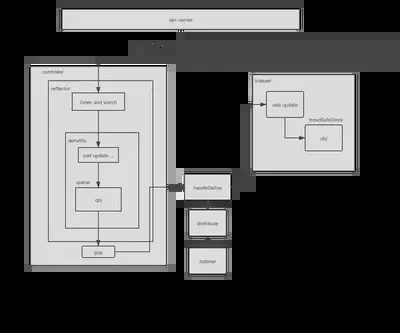 api-server
controller
reflector
listen and watch
deltafifo
add update ...
queue
obj
pop
indexer
add update
treadSafeStore
obj
handleDeltas
distribute
listener